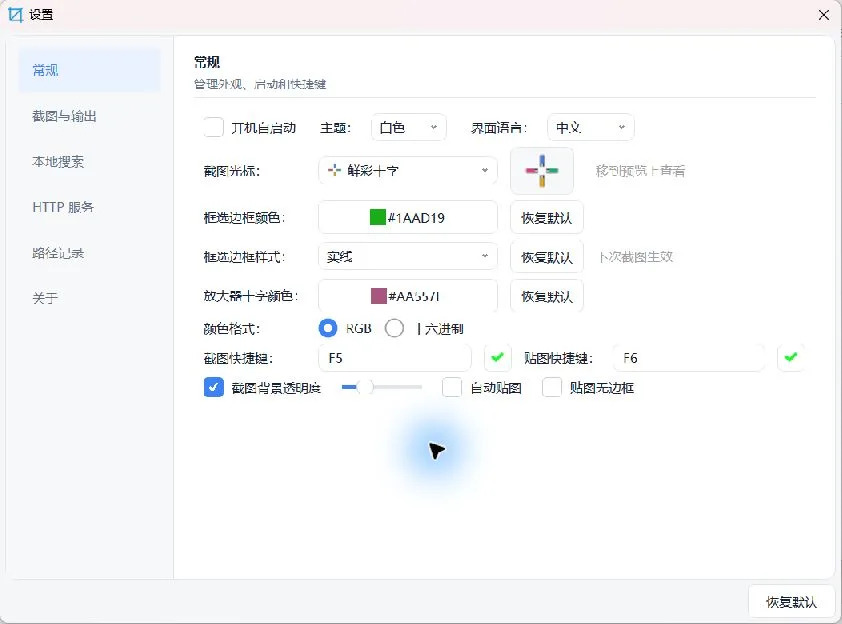 设置
常规
截图与输出
本地搜索
HTTP 服务
路径记录
关于
常规
管理外观、启动和快捷键
开机自启动 主题： 白色 界面语言： 中文
截图光标： 鲜彩十字 移到预览上查看
框选边框颜色： #1AAD19 恢复默认
框选边框样式： 实线 恢复默认 下次截图生效
放大器十字颜色： #AA557F 恢复默认
颜色格式： RGB 十六进制
截图快捷键： F5 贴图快捷键： F6
截图背景透明度 自动贴图 贴图无边框
恢复默认